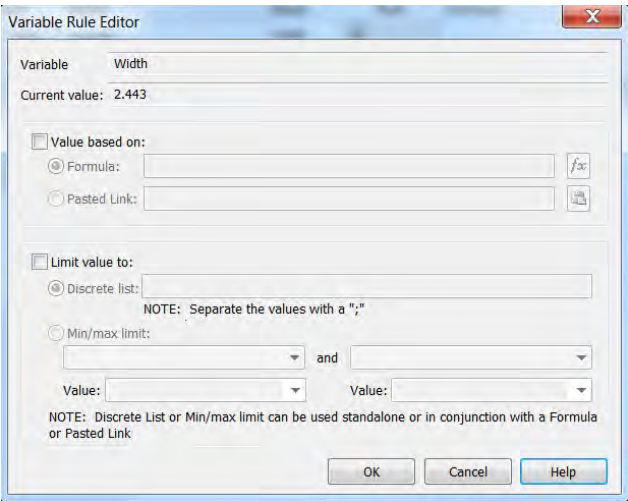 Variable Rule Editor
X
Variable Width
Current value: 2.443
Value based on:
Formula: fx
Pasted Link:
Limit value to:
Discrete list:
NOTE: Separate the values with a ";"
Min/max limit:
and
Value: Value:
NOTE: Discrete List or Min/max limit can be used standalone or in conjunction with a Formula
or Pasted Link
OK Cancel Help